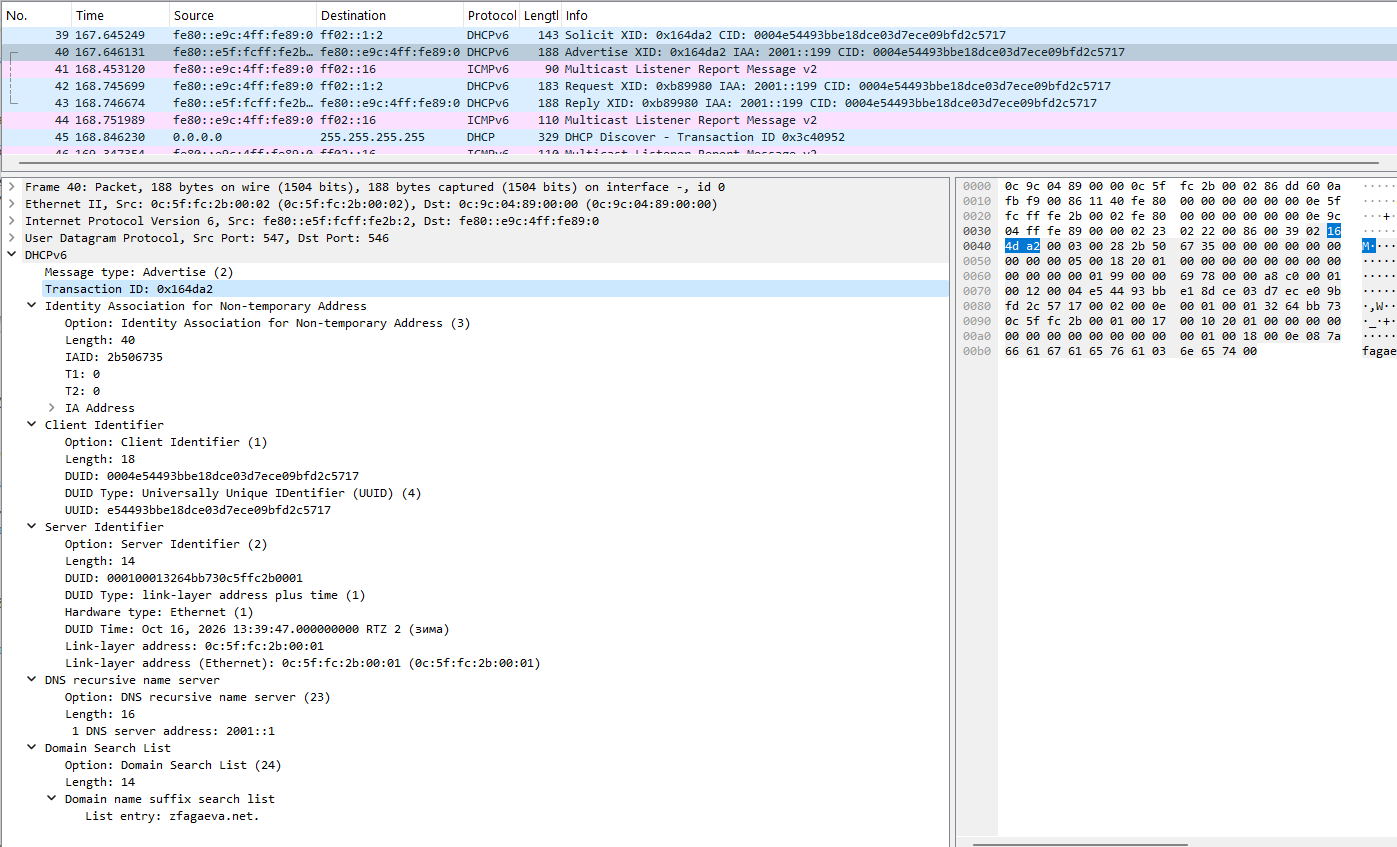 No. Time Source Destination Protocol Lengtl Info
39 167.645249 fe80::e9c:4ff:fe89:0 ff02::1:2 DHCPv6 143 Solicit XID: 0x164da2 CID: 0004e54493bbe18dce03d7ece09bfd2c5717
40 167.646131 fe80::e5f:fcff:fe2b… fe80::e9c:4ff:fe89:0 DHCPv6 188 Advertise XID: 0x164da2 IAA: 2001::199 CID: 0004e54493bbe18dce03d7ece09bfd2c5717
41 168.453120 fe80::e9c:4ff:fe89:0 ff02::16 ICMPv6 90 Multicast Listener Report Message v2
42 168.745699 fe80::e9c:4ff:fe89:0 ff02::1:2 DHCPv6 183 Request XID: 0xb89980 IAA: 2001::199 CID: 0004e54493bbe18dce03d7ece09bfd2c5717
43 168.746674 fe80::e5f:fcff:fe2b… fe80::e9c:4ff:fe89:0 DHCPv6 188 Reply XID: 0xb89980 IAA: 2001::199 CID: 0004e54493bbe18dce03d7ece09bfd2c5717
44 168.751989 fe80::e9c:4ff:fe89:0 ff02::16 ICMPv6 110 Multicast Listener Report Message v2
45 168.846230 0.0.0.0 255.255.255.255 DHCP 329 DHCP Discover - Transaction ID 0x3c40952
46 169.347354 fe80::e9c:4ff:fe89:0 ff02::16 ICMPv6 110 Multicast Listener Report Message v2
Frame 40: Packet, 188 bytes on wire (1504 bits), 188 bytes captured (1504 bits) on interface -, id 0
Ethernet II, Src: 0c:5f:fc:2b:00:02 (0c:5f:fc:2b:00:02), Dst: 0c:9c:04:89:00:00 (0c:9c:04:89:00:00)
Internet Protocol Version 6, Src: fe80::e5f:fcff:fe2b:2, Dst: fe80::e9c:4ff:fe89:0
User Datagram Protocol, Src Port: 547, Dst Port: 546
DHCPv6
Message type: Advertise (2)
Transaction ID: 0x164da2
Identity Association for Non-temporary Address
Option: Identity Association for Non-temporary Address (3)
Length: 40
IAID: 2b506735
T1: 0
T2: 0
IA Address
Client Identifier
Option: Client Identifier (1)
Length: 18
DUID: 0004e54493bbe18dce03d7ece09bfd2c5717
DUID Type: Universally Unique IDentifier (UUID) (4)
UUID: e54493bbe18dce03d7ece09bfd2c5717
Server Identifier
Option: Server Identifier (2)
Length: 14
DUID: 000100013264bb730c5ffc2b0001
DUID Type: link-layer address plus time (1)
Hardware type: Ethernet (1)
DUID Time: Oct 16, 2026 13:39:47.000000000 RTZ 2 (зима)
Link-layer address: 0c:5f:fc:2b:00:01
Link-layer address (Ethernet): 0c:5f:fc:2b:00:01 (0c:5f:fc:2b:00:01)
DNS recursive name server
Option: DNS recursive name server (23)
Length: 16
1 DNS server address: 2001::1
Domain Search List
Option: Domain Search List (24)
Length: 14
Domain name suffix search list
List entry: zfagaeva.net.
0000 0c 9c 04 89 00 00 0c 5f fc 2b 00 02 86 dd 60 0a ·····
0010 fb f9 00 86 11 40 fe 80 00 00 00 00 00 00 0e 5f ·····
0020 fc ff fe 2b 00 02 fe 80 00 00 00 00 00 00 0e 9c ···+·
0030 04 ff fe 89 00 00 02 23 02 22 00 86 00 39 02 16 ·····
0040 4d a2 00 03 00 28 2b 50 67 35 00 00 00 00 00 00 M····
0050 00 00 00 05 00 18 20 01 00 00 00 00 00 00 00 00 ·····
0060 00 00 00 00 01 99 00 00 69 78 00 00 a8 c0 00 01 ·····
0070 00 12 00 04 e5 44 93 bb e1 8d ce 03 d7 ec e0 9b ·····
0080 fd 2c 57 17 00 02 00 0e 00 01 00 01 32 64 bb 73 ·,W··
0090 0c 5f fc 2b 00 01 00 17 00 10 20 01 00 00 00 00 ·_·+·
00a0 00 00 00 00 00 00 00 00 00 01 00 18 00 0e 08 7a ·····
00b0 66 61 67 61 65 76 61 03 6e 65 74 00 fagae